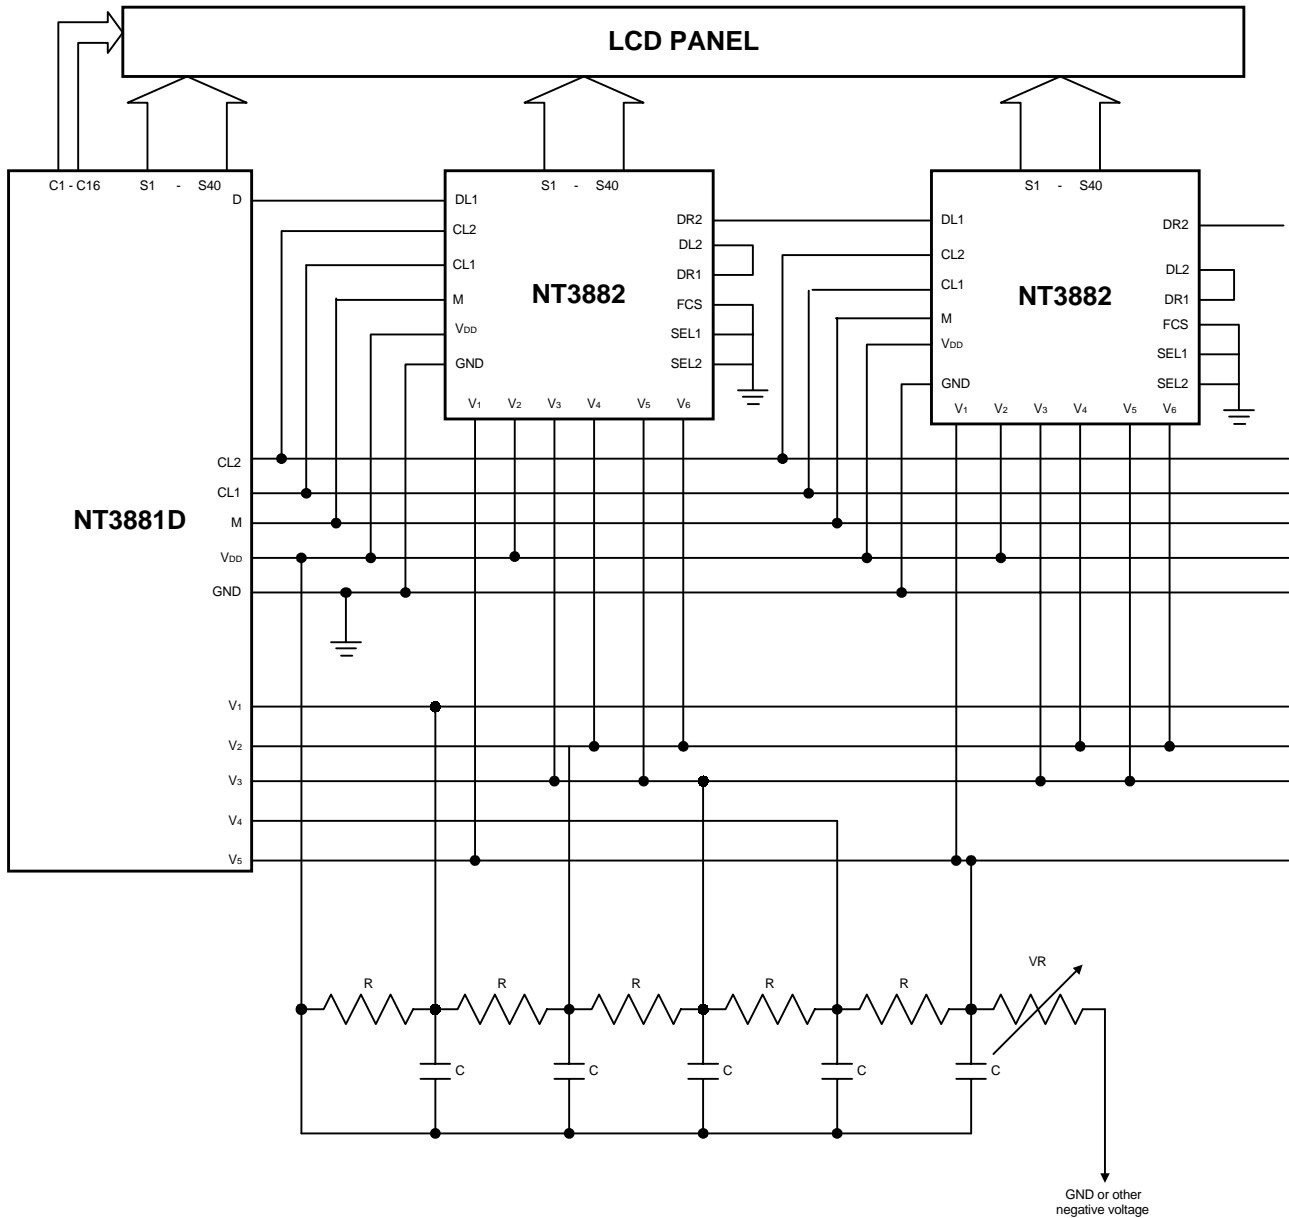 LCD PANEL
C1 - C16 S1 - S40
D
S1 - S40
DL1
CL2
CL1
M
VDD
GND
NT3882
DR2
DL2
DR1
FCS
SEL1
SEL2
V1 V2 V3 V4 V5 V6
S1 - S40
DL1
CL2
CL1
M
VDD
GND
NT3882
DR2
DL2
DR1
FCS
SEL1
SEL2
V1 V2 V3 V4 V5 V6
NT3881D
CL2
CL1
M
VDD
GND
V1
V2
V3
V4
V5
R R R R R VR
C C C C C
GND or other
negative voltage